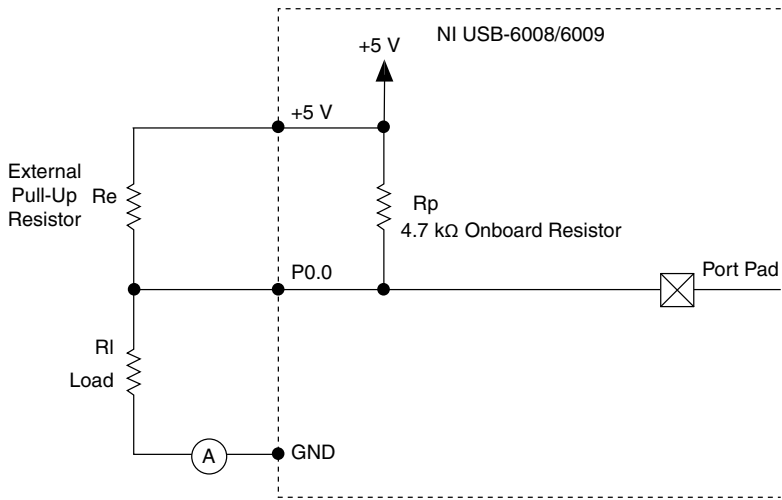 NI USB-6008/6009
+5 V
+5 V
External
Pull-Up
Resistor
Re
Rp
4.7 kΩ Onboard Resistor
P0.0
Port Pad
Rl
Load
A
GND